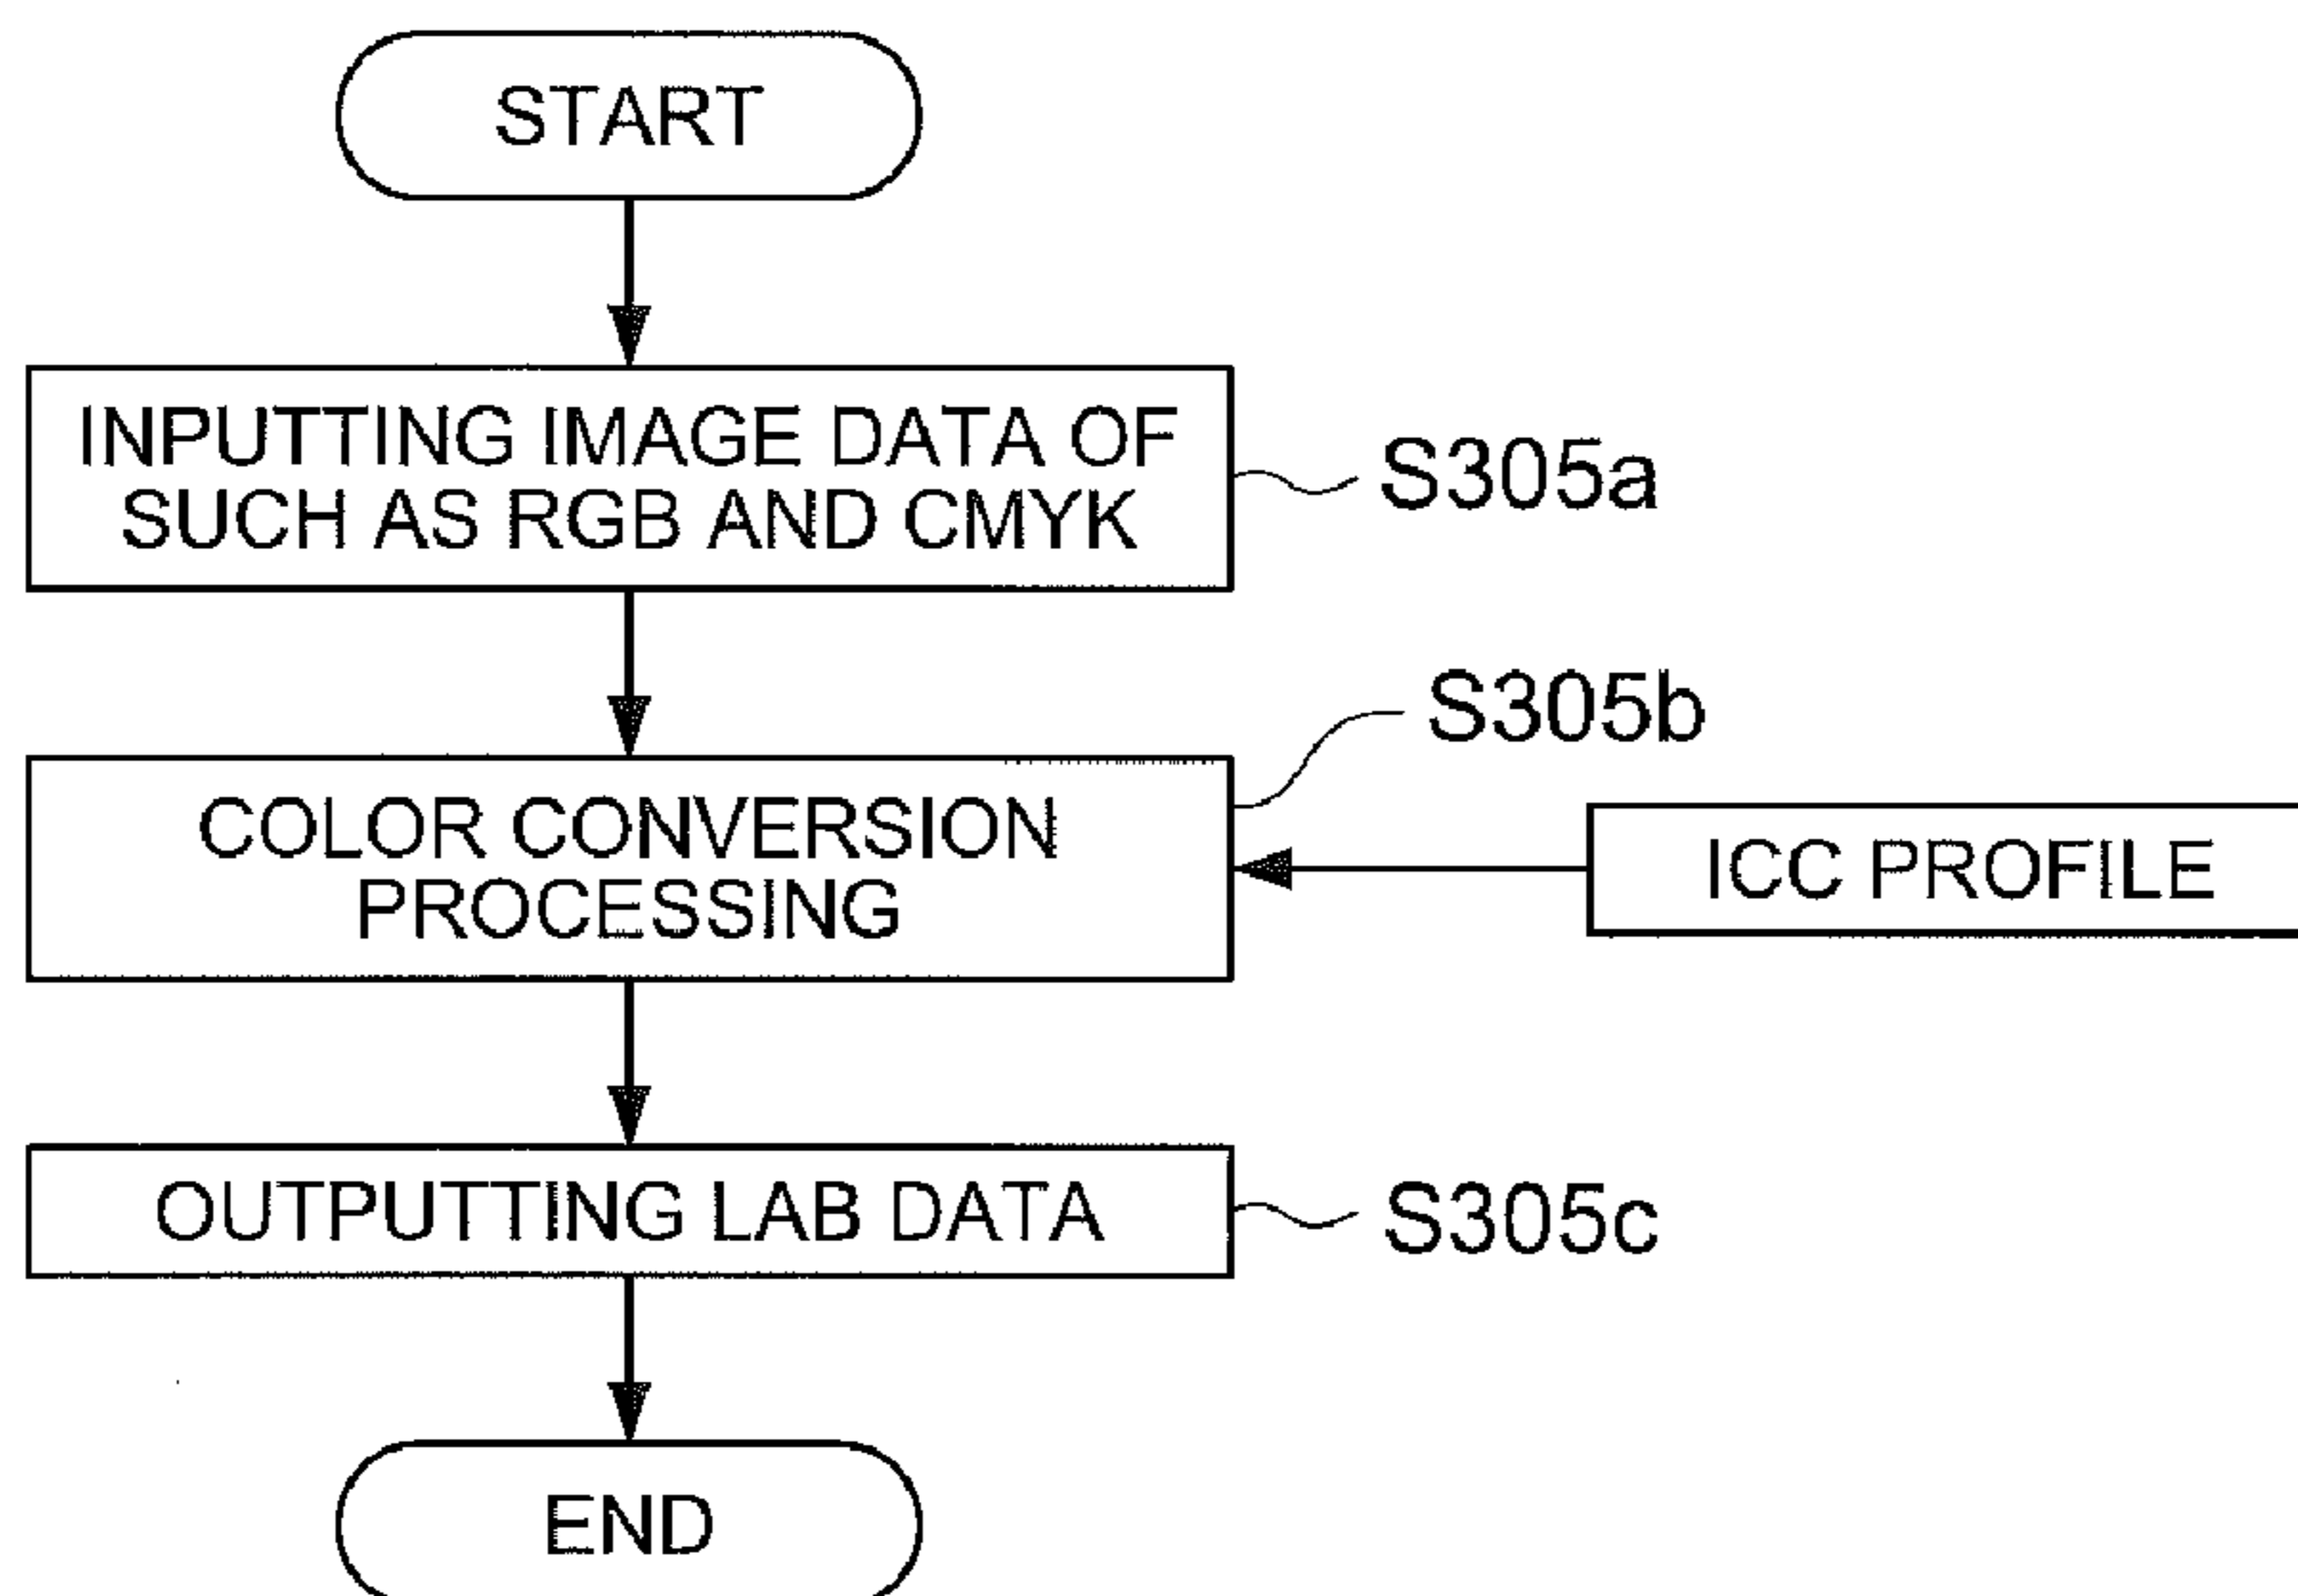 START
INPUTTING IMAGE DATA OF
SUCH AS RGB AND CMYK
S305a
S305b
COLOR CONVERSION
PROCESSING
ICC PROFILE
OUTPUTTING LAB DATA
S305c
END